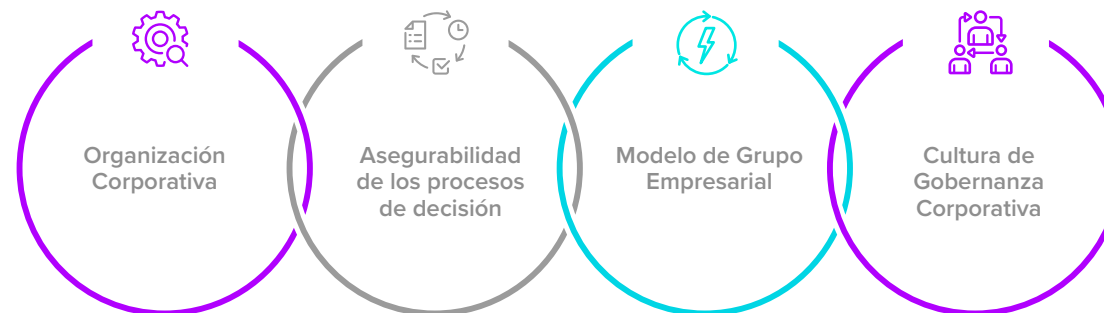 Organización
Corporativa
Asegurabilidad
de los procesos
de decisión
Modelo de Grupo
Empresarial
Cultura de
Gobernanza
Corporativa